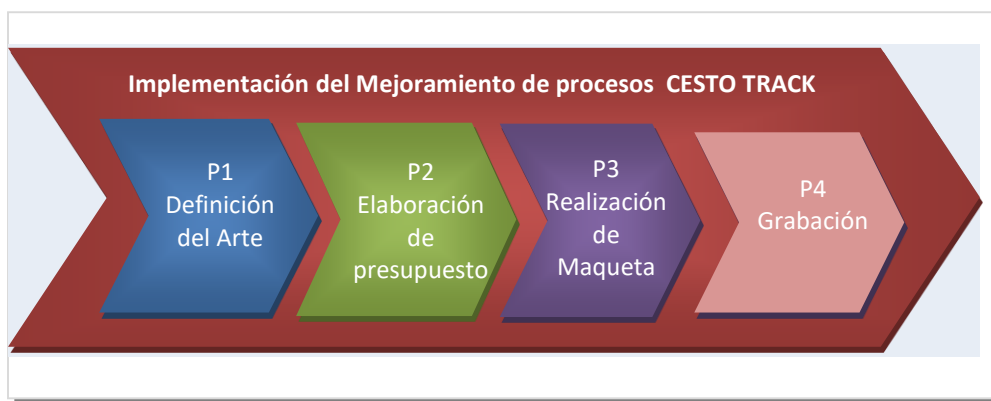 Implementación del Mejoramiento de procesos  CESTO TRACK
P1
Definición
del Arte
P2
Elaboración
de
presupuesto
P3
Realización
de
Maqueta
P4
Grabación